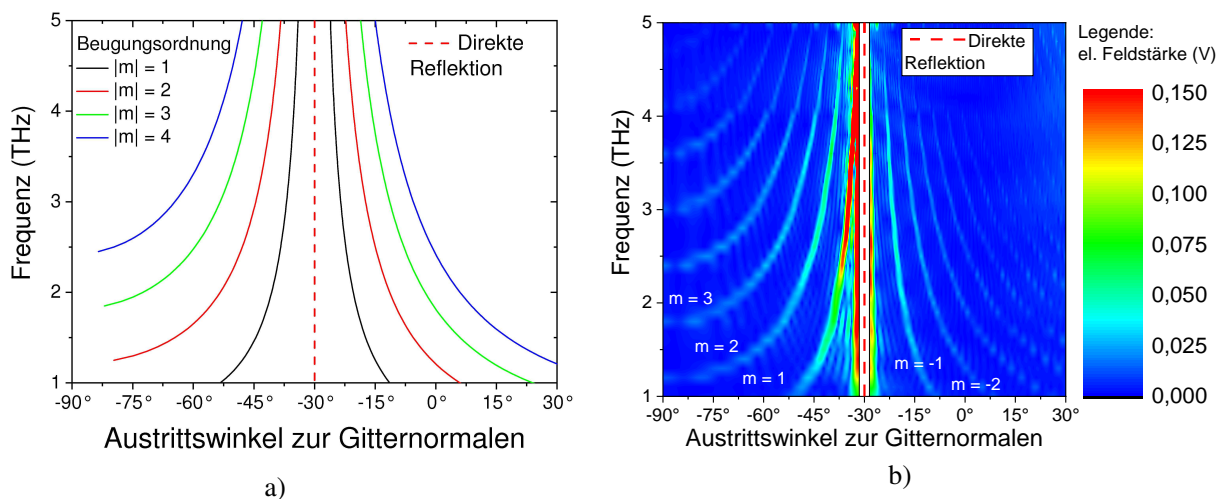 Beugungsordnung
|m| = 1
|m| = 2
|m| = 3
|m| = 4
Direkte
Reflektion
Frequenz (THz)
5
4
3
2
1
-90° -75° -60° -45° -30° -15° 0° 15° 30°
Austrittswinkel zur Gitternormalen
a)
Direkte
Reflektion
Frequenz (THz)
5
4
3
2
1
m = 3
m = 2
m = 1
m = -1
m = -2
-90° -75° -60° -45° -30° -15° 0° 15° 30°
Austrittswinkel zur Gitternormalen
b)
Legende:
el. Feldstärke (V)
0,150
0,125
0,100
0,075
0,050
0,025
0,000